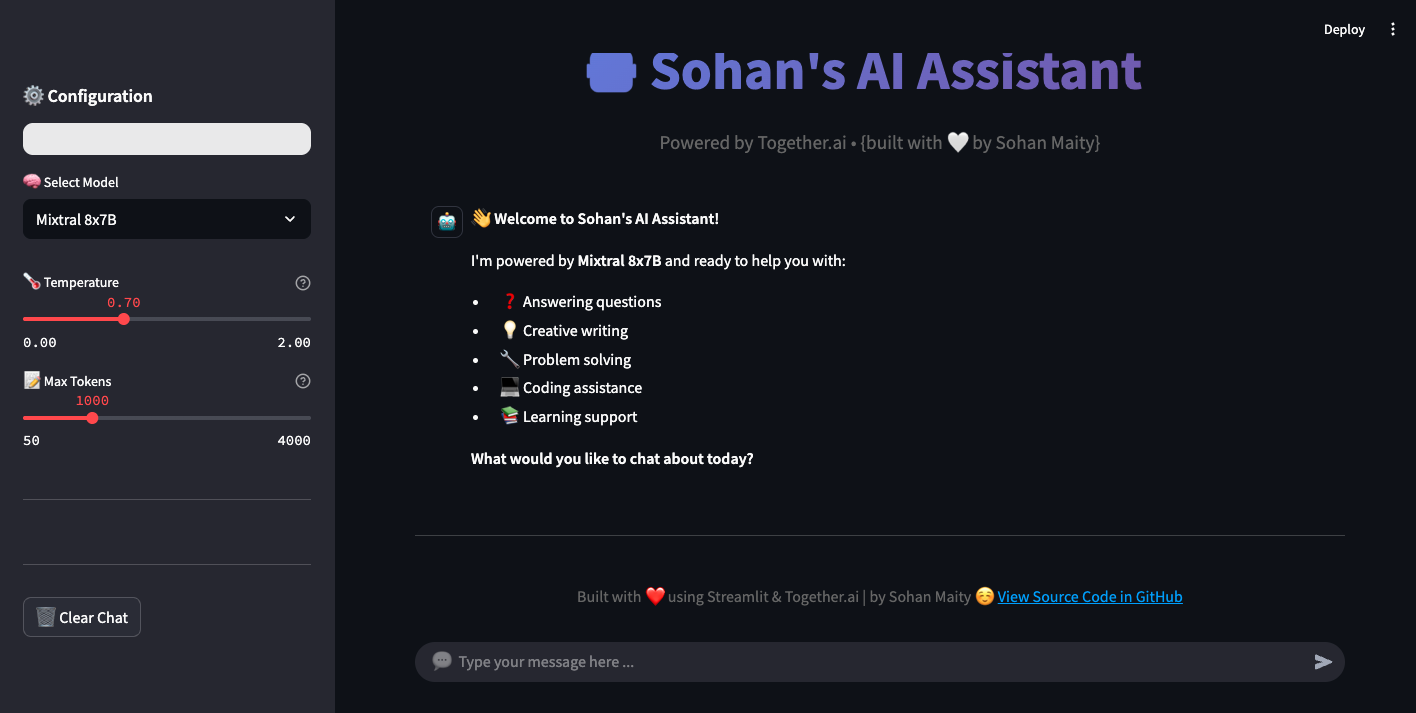 Deploy
⚙️ Configuration
🧠 Select Model
Mixtral 8x7B
🌡️ Temperature
0.70
0.00 2.00
📝 Max Tokens
1000
50 4000
🗑️ Clear Chat
Sohan's AI Assistant
Powered by Together.ai • {built with 🤍 by Sohan Maity}
👋 Welcome to Sohan's AI Assistant!
I'm powered by Mixtral 8x7B and ready to help you with:
• ❓ Answering questions
• 💡 Creative writing
• 🔧 Problem solving
• 💻 Coding assistance
• 📚 Learning support
What would you like to chat about today?
Built with ❤️ using Streamlit & Together.ai | by Sohan Maity ☺️ View Source Code in GitHub
💬 Type your message here ...